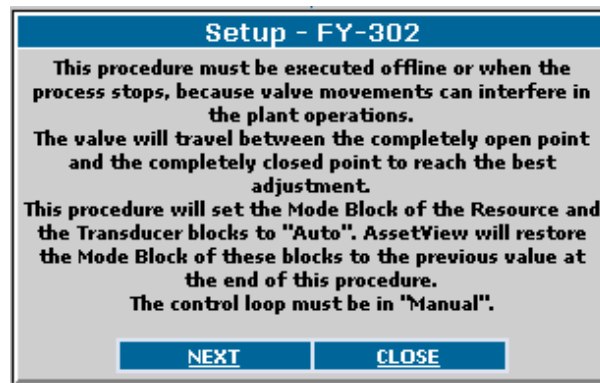 Setup - FY-302
This procedure must be executed offline or when the
process stops, because valve movements can interfere in
the plant operations.
The valve will travel between the completely open point
and the completely closed point to reach the best
adjustment.
This procedure will set the Mode Block of the Resource and
the Transducer blocks to "Auto". AssetView will restore
the Mode Block of these blocks to the previous value at
the end of this procedure.
The control loop must be in "Manual".
NEXT CLOSE